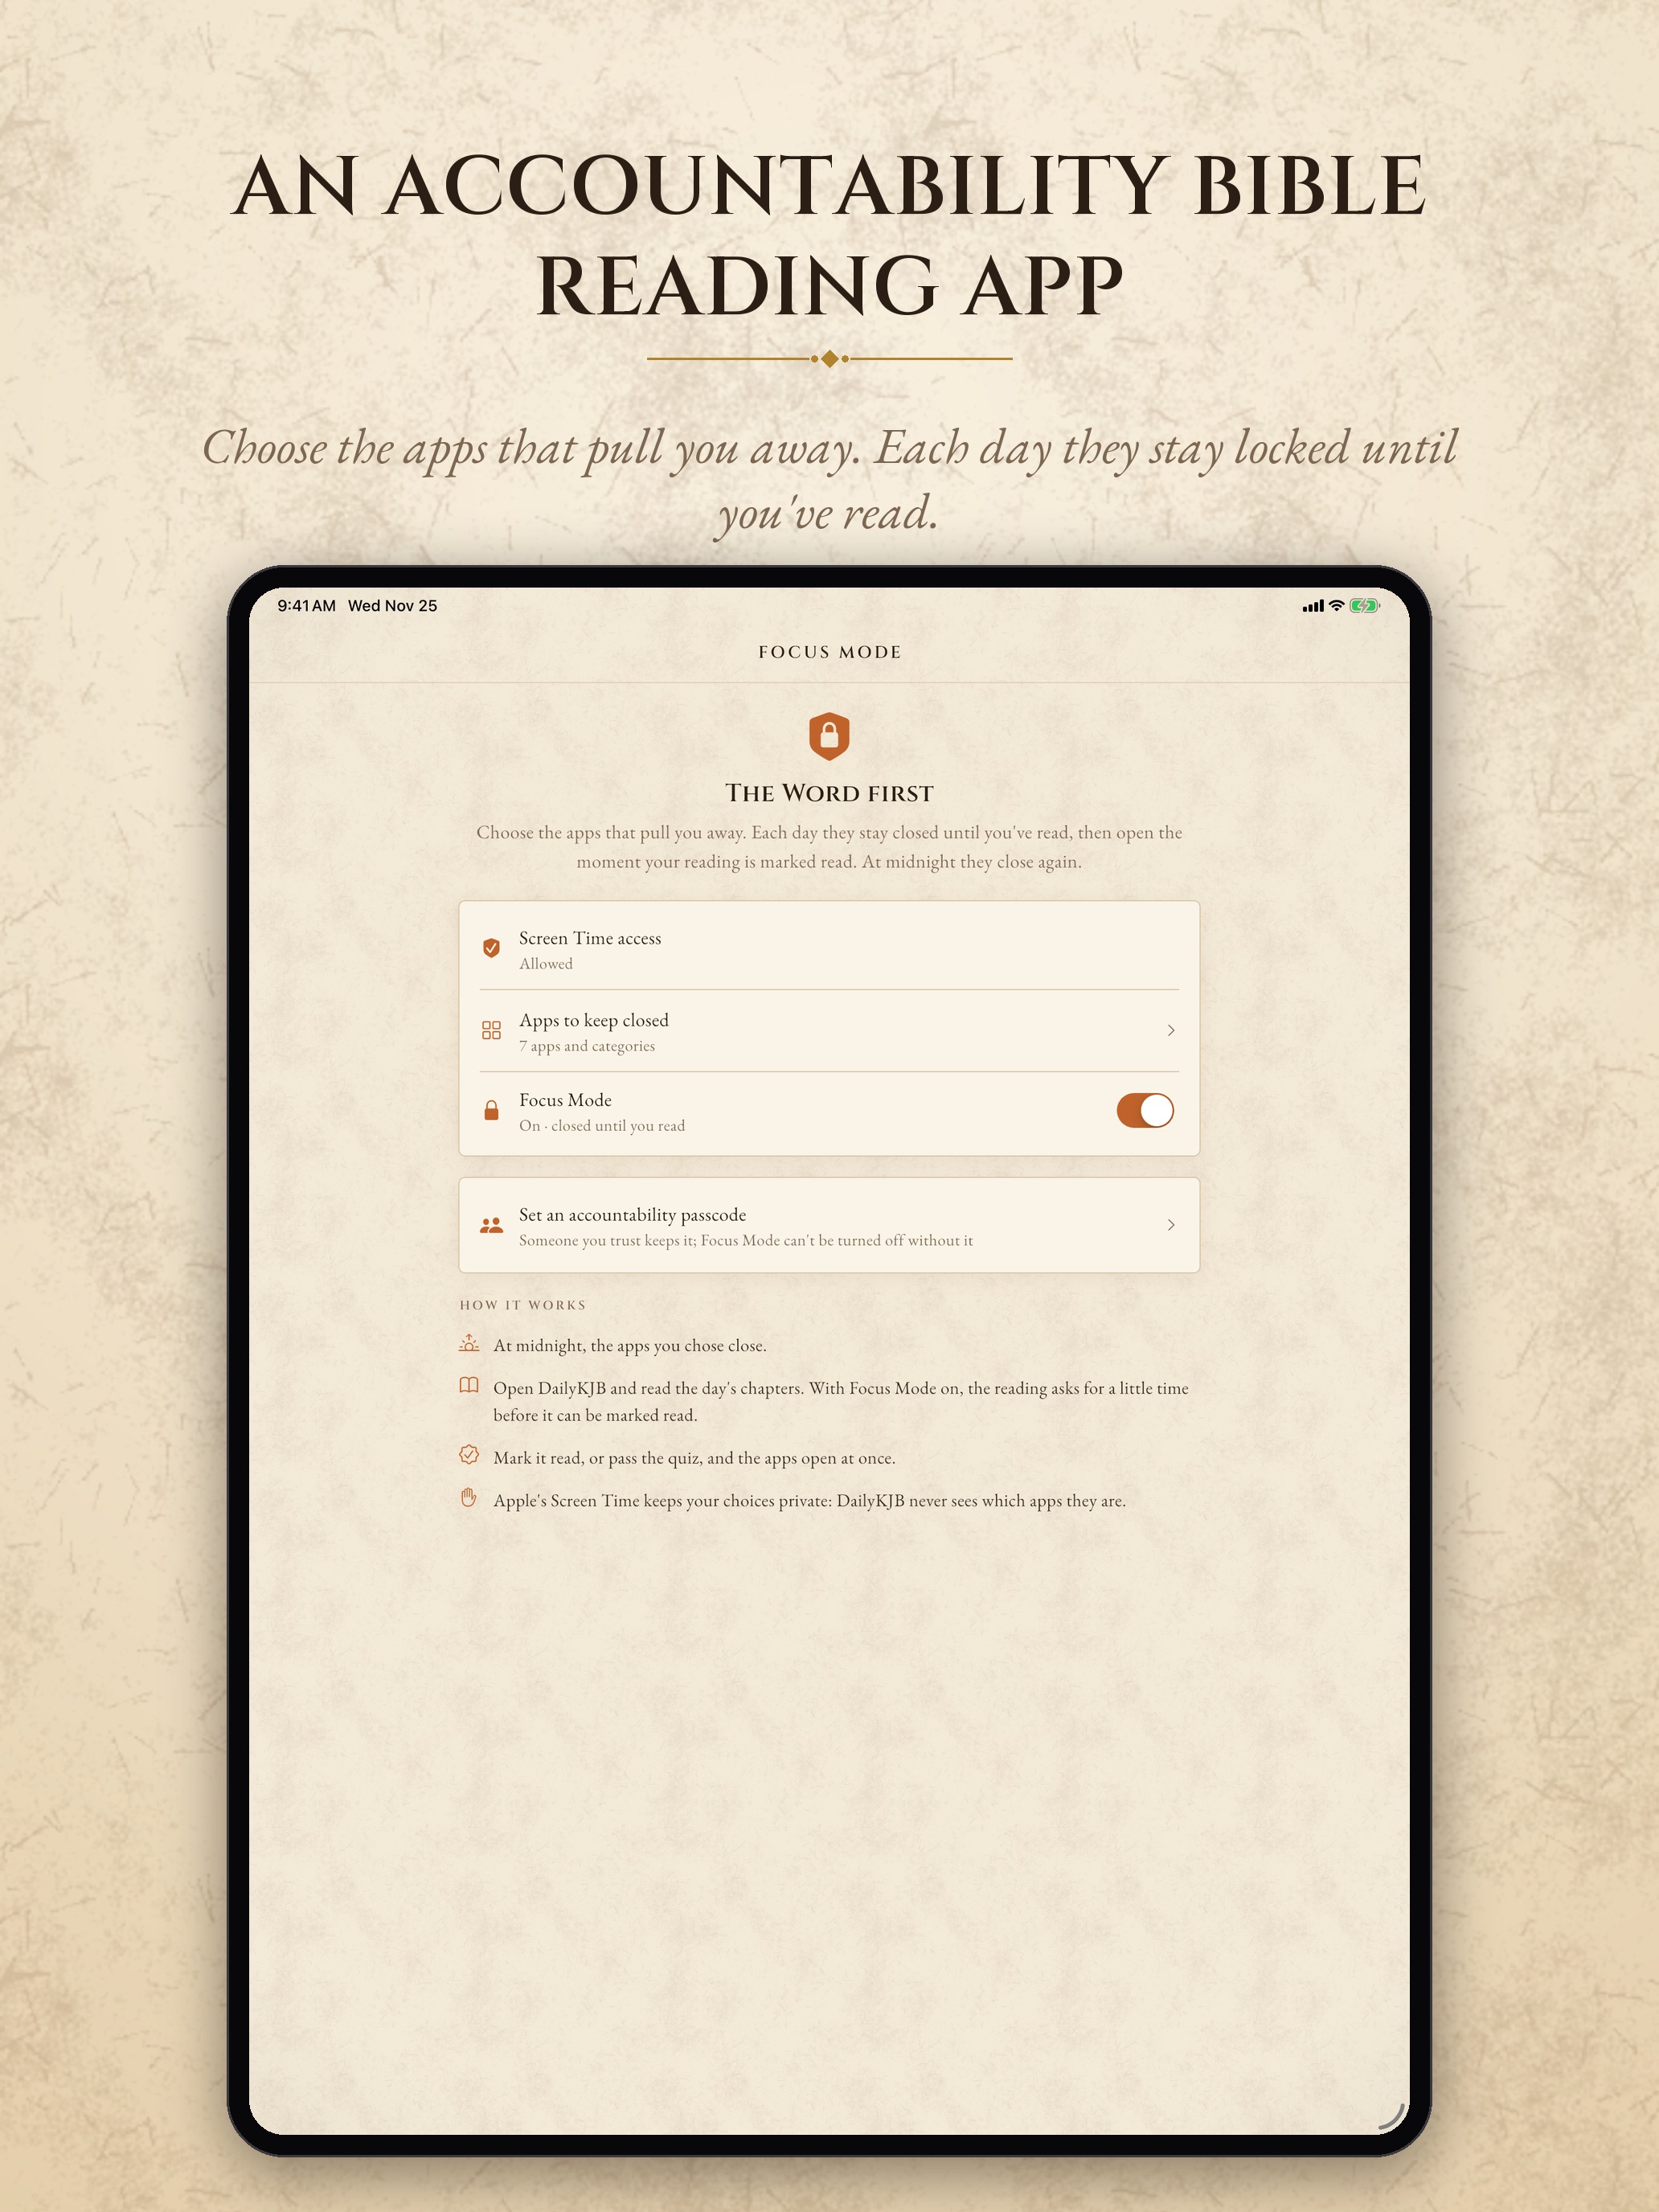 AN ACCOUNTABILITY BIBLE
READING APP
Choose the apps that pull you away. Each day they stay locked until
you've read.
9:41 AM Wed Nov 25
FOCUS MODE
THE WORD FIRST
Choose the apps that pull you away. Each day they stay closed until you've read, then open the
moment your reading is marked read. At midnight they close again.
Screen Time access
Allowed
Apps to keep closed
7 apps and categories
Focus Mode
On · closed until you read
Set an accountability passcode
Someone you trust keeps it; Focus Mode can't be turned off without it
HOW IT WORKS
At midnight, the apps you chose close.
Open DailyKJB and read the day's chapters. With Focus Mode on, the reading asks for a little time
before it can be marked read.
Mark it read, or pass the quiz, and the apps open at once.
Apple's Screen Time keeps your choices private: DailyKJB never sees which apps they are.